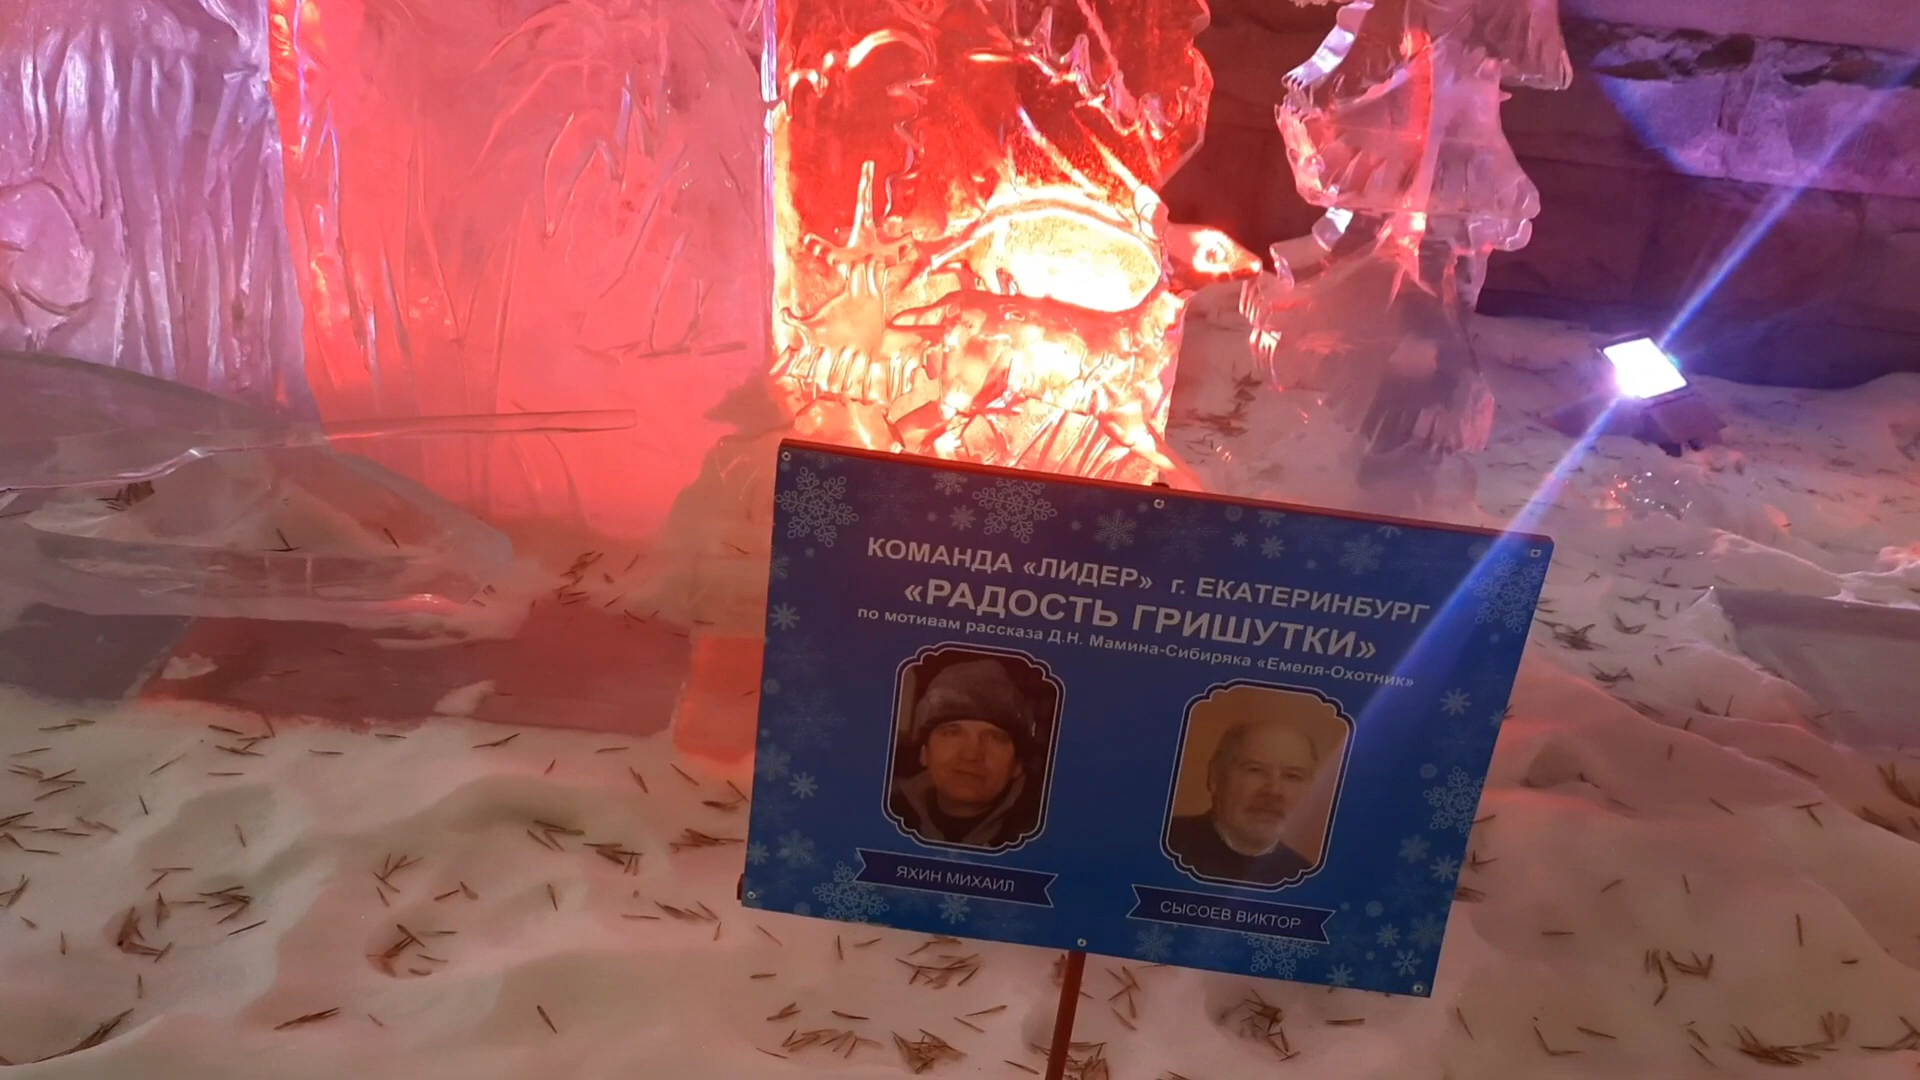 КОМАНДА «ЛИДЕР» г. ЕКАТЕРИНБУРГ
«РАДОСТЬ ГРИШУТКИ»
по мотивам рассказа Д.Н. Мамина-Сибиряка «Емеля-Охотник»
ЯХИН МИХАИЛ
СЫСОЕВ ВИКТОР